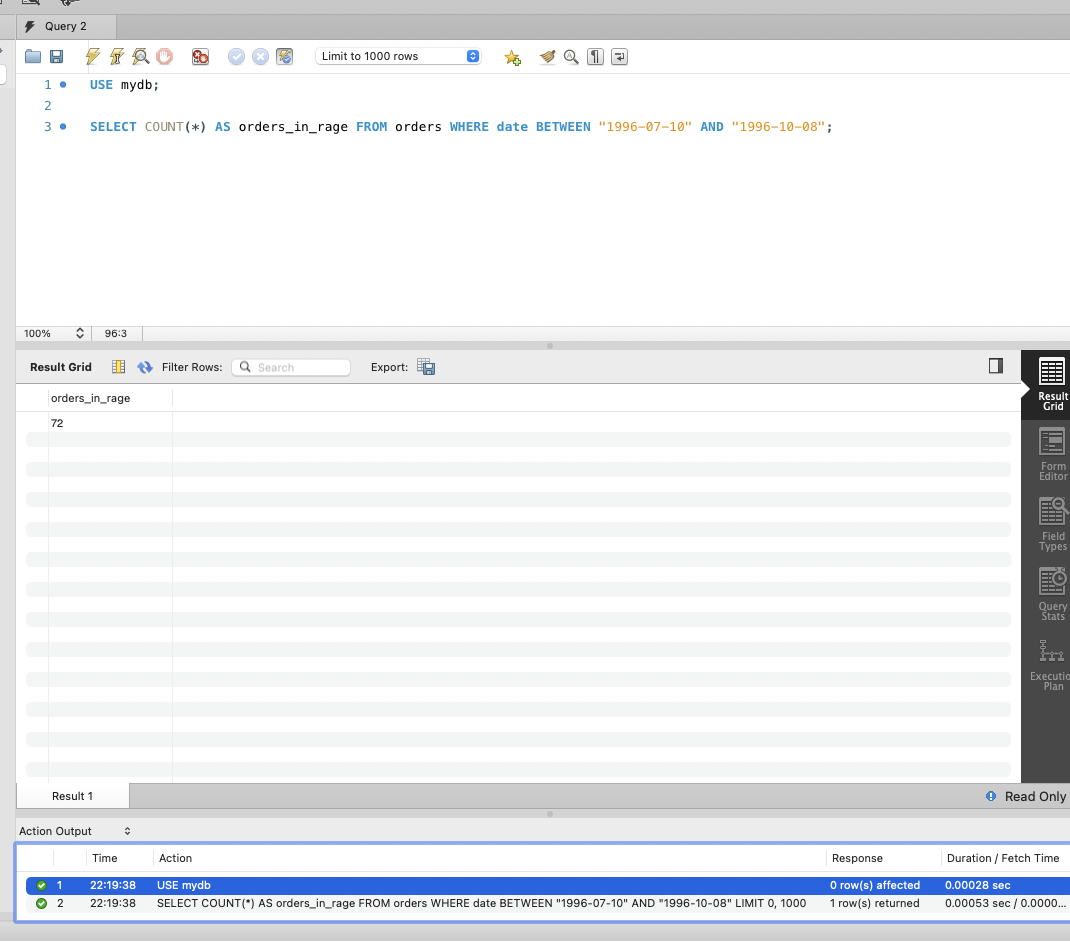 Query 2
Limit to 1000 rows
1 USE mydb;
2
3 SELECT COUNT(*) AS orders_in_rage FROM orders WHERE date BETWEEN "1996-07-10" AND "1996-10-08";
100% 96:3
Result Grid Filter Rows: Search Export:
orders_in_rage
72
Result
Grid
Form
Editor
Field
Types
Query
Stats
Executio
Plan
Result 1 Read Only
Action Output
Time Action Response Duration / Fetch Time
1 22:19:38 USE mydb 0 row(s) affected 0.00028 sec
2 22:19:38 SELECT COUNT(*) AS orders_in_rage FROM orders WHERE date BETWEEN "1996-07-10" AND "1996-10-08" LIMIT 0, 1000 1 row(s) returned 0.00053 sec / 0.0000...